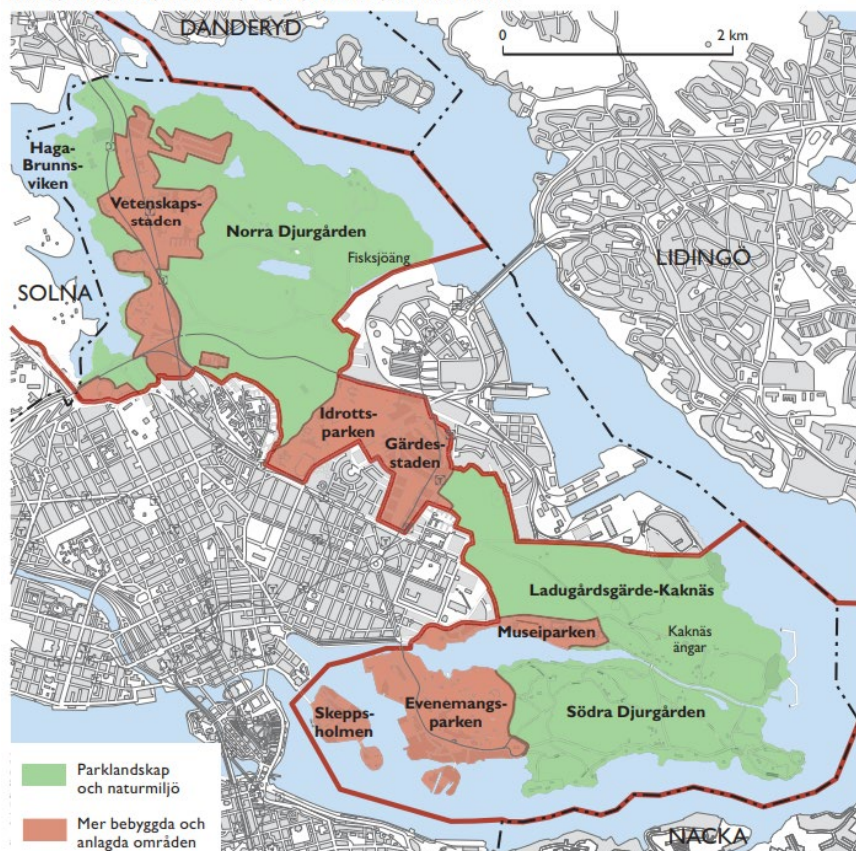 DANDERYD
0
2 km
Haga-
Brunns-
viken
Vetenskaps-
staden
Norra Djurgården
Fisksjöäng
LIDINGÖ
SOLNA
Idrotts-
parken
Gärdes-
staden
Ladugårdsgärde-Kaknäs
Museiparken
Kaknäs
ängar
Evenemangs-
parken
Skepps-
holmen
Södra Djurgården
Parklandskap
och naturmiljö
Mer bebyggda och
anlagda områden
NACKA